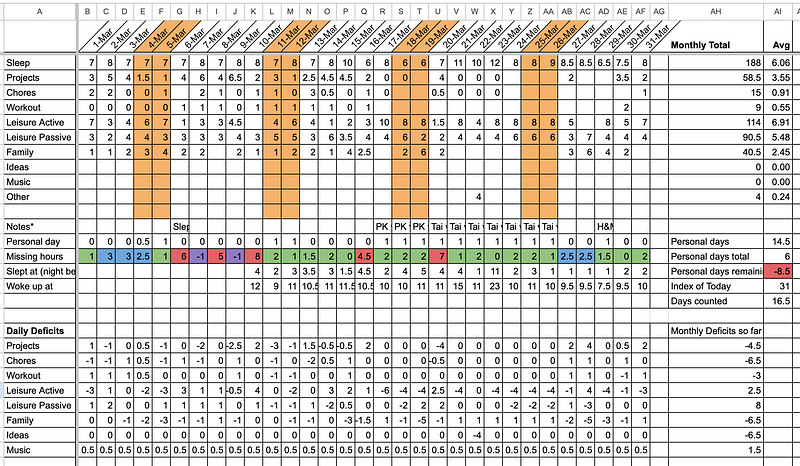 A B C D E F G H I J K L M N O P Q R S T U V W X Y Z AA AB AC AD AE AF AG AH AI
1-Mar 2-Mar 3-Mar 4-Mar 5-Mar 6-Mar 7-Mar 8-Mar 9-Mar 10-Mar 11-Mar 12-Mar 13-Mar 14-Mar 15-Mar 16-Mar 17-Mar 18-Mar 19-Mar 20-Mar 21-Mar 22-Mar 23-Mar 24-Mar 25-Mar 26-Mar 27-Mar 28-Mar 29-Mar 30-Mar 31-Mar Monthly Total Avg
Sleep 7 8 7 7 7 8 7 8 7 7 7 8 7 8 10 6 8 6 6 7 11 10 12 8 8 9 8.5 8.5 6.5 7.5 8 188 6.06
Projects 3 5 4 1.5 1 4 6 4 6.5 2 3 1 2.5 4.5 4.5 2 0 0 4 0 0 0 2 3.5 2 58.5 3.55
Chores 2 2 0 0 1 2 1 0 1 1 0 3 0.5 0 1 0.5 0 0 0 1 15 0.91
Workout 0 0 0 0 0 1 1 1 0 1 1 0 1 1 0 1 2 9 0.55
Leisure Active 7 3 4 6 7 1 3 3 4.5 4 6 4 1 2 3 10 8 8 1.5 8 4 8 8 8 8 5 8 5 7 114 6.91
Leisure Passive 3 2 4 4 3 3 3 3 4 3 5 5 3 6 3.5 4 4 6 2 2 4 4 4 6 6 6 3 7 4 4 4 90.5 5.48
Family 1 1 2 3 4 2 2 2 1 1 2 2 1 4 2.5 2 6 2 3 6 4 2 40.5 2.45
Ideas 0 0.00
Music 0 0.00
Other 4 4 0.24
Notes* Slep PK PK PK Tai Tai Tai Tai Tai Tai Tai H&M
Personal day 0 0 0 0.5 1 0 0 0 0 0 1 1 0 0 0 0 1 1 1 1 1 1 1 1 1 1 0 0 1 0 0 Personal days 14.5
Missing hours 1 3 3 2.5 1 6 -1 5 -1 8 2 1 2 2 0 4.5 2 2 2 7 1 2 0 2 2 1 2.5 2.5 1.5 0 2 Personal days total 6
Slept at (night be 4 2 3 3.5 3 1.5 4.5 2 4 5 4 4 1 11 2 3 1 1 1 1 2 2 Personal days remaini -8.5
Woke up at 12 9 11 10.5 11 11.5 10.5 10 10 11 11 15 11 23 10 11 10 9.5 9.5 7.5 9.5 10 Index of Today 31
Days counted 16.5
Daily Deficits Monthly Deficits so far
Projects 1 -1 0 0.5 -1 0 -2 0 -2.5 2 -3 -1 1.5 -0.5 -0.5 2 0 0 0 -4 0 0 0 0 0 0 2 4 0 0.5 2 -4.5
Chores -1 -1 1 0.5 -1 1 -1 0 1 0 -1 0 -2 0.5 1 0 0 0 0 -0.5 0 0 0 0 0 0 1 1 0 1 0 -6.5
Workout 1 1 1 0.5 0 0 0 0 1 0 -1 -1 1 0 0 1 0 0 0 0 0 0 0 0 0 0 1 1 0 -1 1 -3
Leisure Active -3 1 0 -2 -3 3 1 1 -0.5 4 0 -2 0 3 2 1 -6 -4 -4 2.5 -4 0 -4 -4 -4 -4 -1 4 -4 -1 -3 2.5
Leisure Passive 1 2 0 0 1 1 1 1 0 1 -1 -1 1 -2 0.5 0 0 -2 2 2 0 0 0 -2 -2 -2 1 -3 0 0 0 8
Family 0 0 -1 -2 -3 -1 -1 1 -1 0 -1 -1 -1 0 -3 -1.5 1 -1 -5 -1 1 1 1 1 1 1 -2 -5 -3 -1 1 -6.5
Ideas 0 0 0 0 0 0 0 0 0 0 0 0 0 0 0 0 0 0 0 0 0 -4 0 0 0 0 0 0 0 0 0 -6.5
Music 0.5 0.5 0.5 0.5 0.5 0.5 0.5 0.5 0.5 0.5 0.5 0.5 0.5 0.5 0.5 0.5 0.5 0.5 0.5 0.5 0.5 0.5 0.5 0.5 0.5 0.5 0.5 0.5 0.5 0.5 0.5 1.5